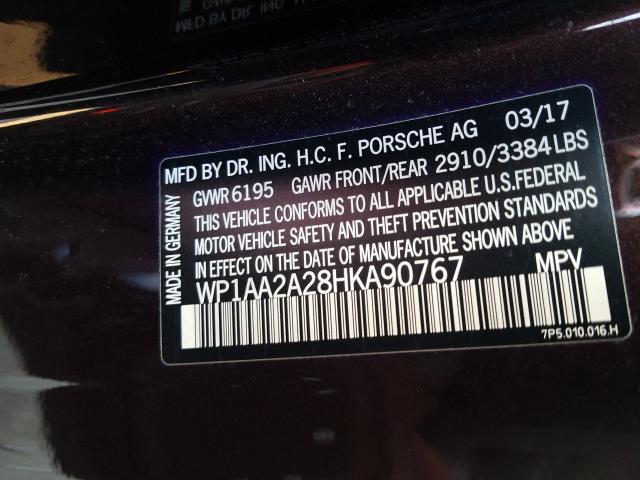 MFD BY DR. ING. H.C. F. PORSCHE AG 03/17
GVWR 6195 GAWR FRONT/REAR 2910/3384 LBS
THIS VEHICLE CONFORMS TO ALL APPLICABLE U.S.FEDERAL
MOTOR VEHICLE SAFETY AND THEFT PREVENTION STANDARDS
IN EFFECT ON THE DATE OF MANUFACTURE SHOWN ABOVE
WP1AA2A28HKA90767 MPV
7P5.010.016.H
MADE IN GERMANY